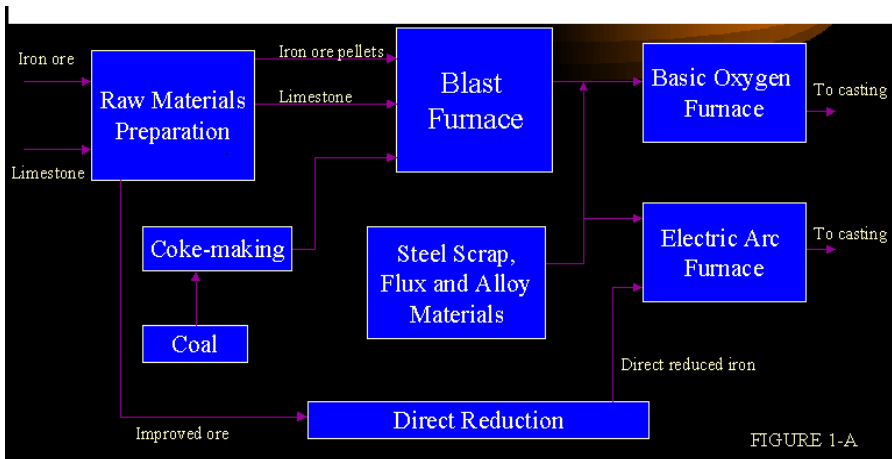 Iron ore
Iron ore pellets
Raw Materials
Preparation
Limestone
Limestone
Blast
Furnace
Basic Oxygen
Furnace
To casting
Coke-making
Steel Scrap,
Flux and Alloy
Materials
Electric Arc
Furnace
To casting
Coal
Direct reduced iron
Direct Reduction
Improved ore
FIGURE 1-A